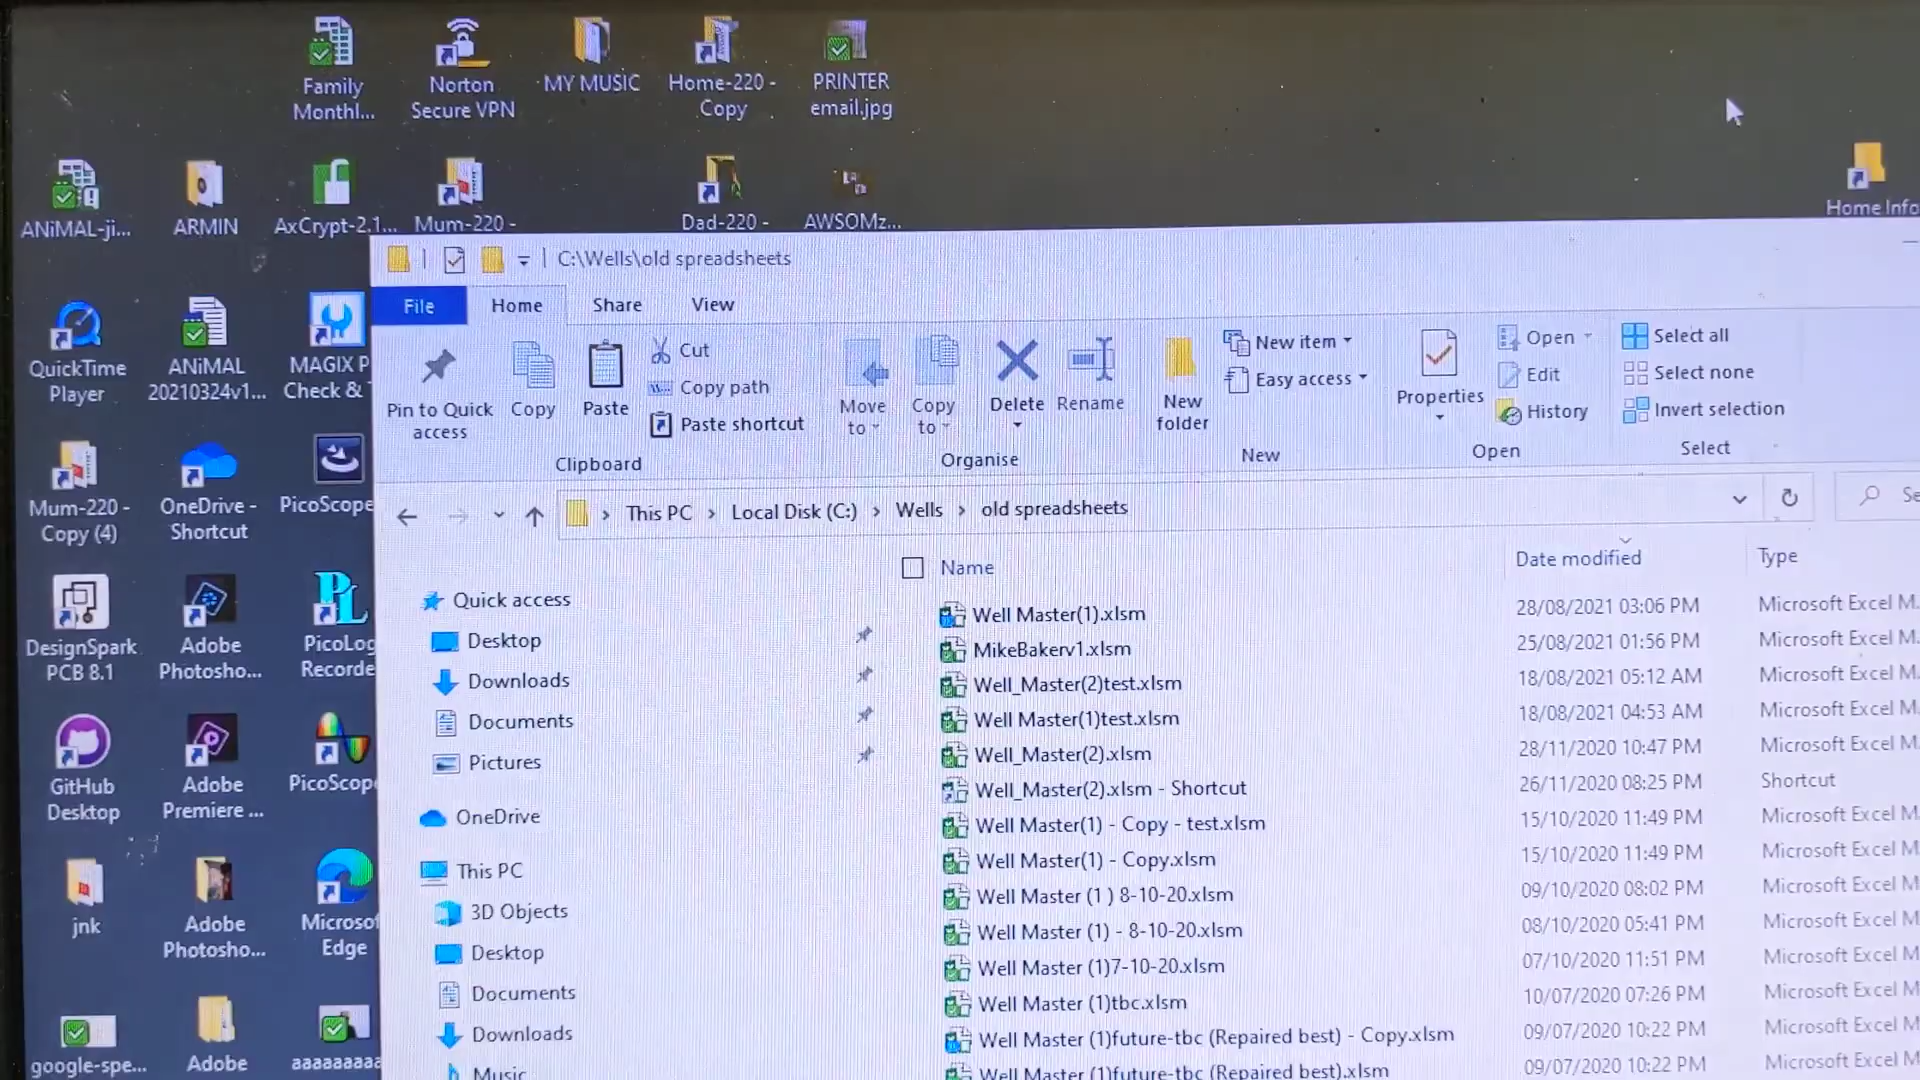 Family
Monthl...
Norton
Secure VPN
MY MUSIC
Home-220 -
Copy
PRINTER
email.jpg
ANiMAL-ji...
ARMIN
AxCrypt-2.1...
Mum-220 -
Dad-220 -
AWSOMz...
Home Info
QuickTime
Player
ANiMAL
20210324v1...
MAGIX P
Check &
Mum-220 -
Copy (4)
OneDrive -
Shortcut
PicoScope
DesignSpark
PCB 8.1
Adobe
Photosho...
PicoLog
Recorde
GitHub
Desktop
Adobe
Premiere ...
PicoScope
jnk
Adobe
Photosho...
Microsof
Edge
google-spe...
Adobe
aaaaaaaaa
C:\Wells\old spreadsheets
File
Home
Share
View
Pin to Quick
access
Copy
Paste
Cut
Copy path
Paste shortcut
Clipboard
Move
to
Copy
to
Delete
Rename
Organise
New
folder
New item
Easy access
New
Properties
Open
Edit
History
Open
Select all
Select none
Invert selection
Select
This PC > Local Disk (C:) > Wells > old spreadsheets
Se
Quick access
Desktop
Downloads
Documents
Pictures
OneDrive
This PC
3D Objects
Desktop
Documents
Downloads
Music
Name Date modified Type
Well Master(1).xlsm 28/08/2021 03:06 PM Microsoft Excel M
MikeBakerv1.xlsm 25/08/2021 01:56 PM Microsoft Excel M
Well_Master(2)test.xlsm 18/08/2021 05:12 AM Microsoft Excel M
Well Master(1)test.xlsm 18/08/2021 04:53 AM Microsoft Excel M
Well_Master(2).xlsm 28/11/2020 10:47 PM Microsoft Excel M
Well_Master(2).xlsm - Shortcut 26/11/2020 08:25 PM Shortcut
Well Master(1) - Copy - test.xlsm 15/10/2020 11:49 PM Microsoft Excel M
Well Master(1) - Copy.xlsm 15/10/2020 11:49 PM Microsoft Excel M
Well Master (1 ) 8-10-20.xlsm 09/10/2020 08:02 PM Microsoft Excel M
Well Master (1) - 8-10-20.xlsm 08/10/2020 05:41 PM Microsoft Excel M
Well Master (1)7-10-20.xlsm 07/10/2020 11:51 PM Microsoft Excel M
Well Master (1)tbc.xlsm 10/07/2020 07:26 PM Microsoft Excel M
Well Master (1)future-tbc (Repaired best) - Copy.xlsm 09/07/2020 10:22 PM Microsoft Excel M
Well Master (1)future-tbc (Repaired best).xlsm 09/07/2020 10:22 PM Microsoft Excel M